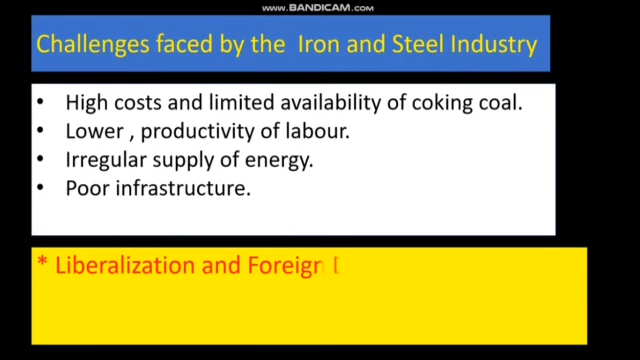 WWW.BANDICAM.COM
Challenges faced by the Iron and Steel Industry
• High costs and limited availability of coking coal.
• Lower , productivity of labour.
• Irregular supply of energy.
• Poor infrastructure.
* Liberalization and Foreign